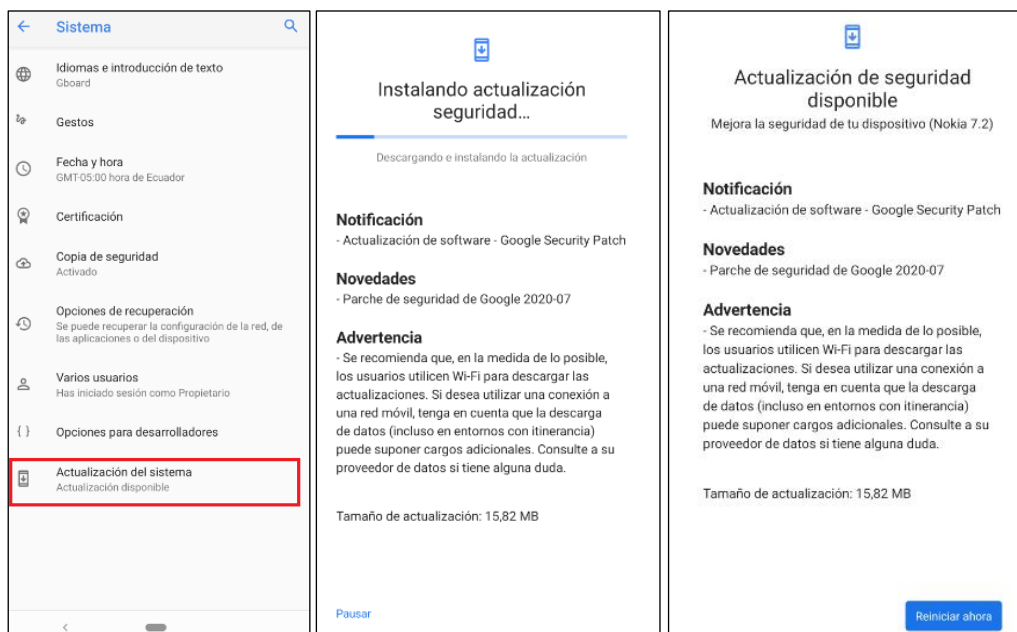 Sistema
Idiomas e introducción de texto
Gboard
Gestos
Fecha y hora
GMT-05:00 hora de Ecuador
Certificación
Copia de seguridad
Activado
Opciones de recuperación
Se puede recuperar la configuración de la red, de
las aplicaciones o del dispositivo
Varios usuarios
Has iniciado sesión como Propietario
{ } Opciones para desarrolladores
Actualización del sistema
Actualización disponible
Instalando actualización
seguridad...
Descargando e instalando la actualización
Notificación
- Actualización de software - Google Security Patch
Novedades
- Parche de seguridad de Google 2020-07
Advertencia
- Se recomienda que, en la medida de lo posible,
los usuarios utilicen Wi-Fi para descargar las
actualizaciones. Si desea utilizar una conexión a
una red móvil, tenga en cuenta que la descarga
de datos (incluso en entornos con itinerancia)
puede suponer cargos adicionales. Consulte a su
proveedor de datos si tiene alguna duda.
Tamaño de actualización: 15,82 MB
Pausar
Actualización de seguridad
disponible
Mejora la seguridad de tu dispositivo (Nokia 7.2)
Notificación
- Actualización de software - Google Security Patch
Novedades
- Parche de seguridad de Google 2020-07
Advertencia
- Se recomienda que, en la medida de lo posible,
los usuarios utilicen Wi-Fi para descargar las
actualizaciones. Si desea utilizar una conexión a
una red móvil, tenga en cuenta que la descarga
de datos (incluso en entornos con itinerancia)
puede suponer cargos adicionales. Consulte a su
proveedor de datos si tiene alguna duda.
Tamaño de actualización: 15,82 MB
Reiniciar ahora